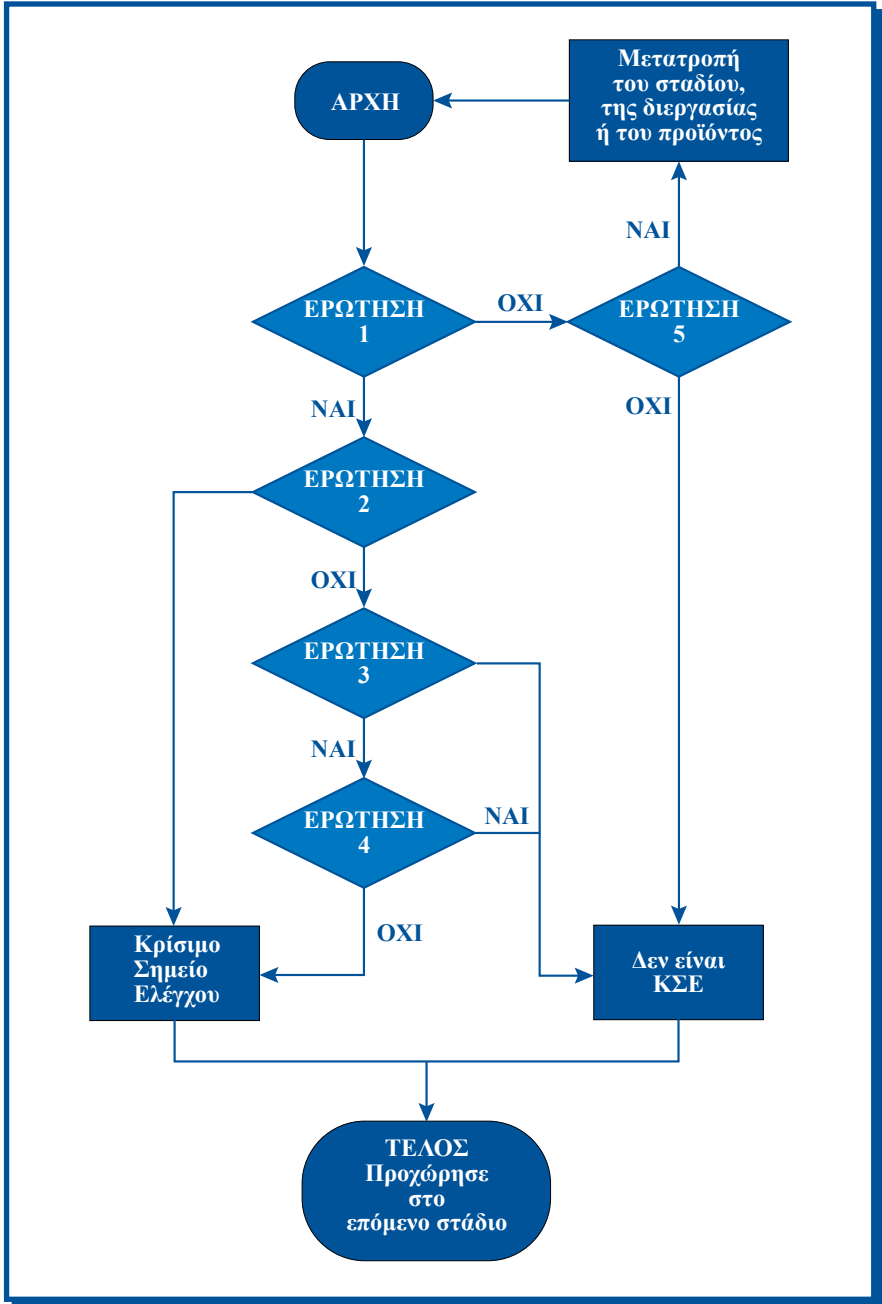 ΑΡΧΗ
Μετατροπή
του σταδίου,
της διεργασίας
ή του προϊόντος
ΝΑΙ
ΕΡΩΤΗΣΗ
1
ΟΧΙ
ΕΡΩΤΗΣΗ
5
ΝΑΙ
ΟΧΙ
ΕΡΩΤΗΣΗ
2
ΟΧΙ
ΕΡΩΤΗΣΗ
3
ΝΑΙ
ΕΡΩΤΗΣΗ
4
ΝΑΙ
ΟΧΙ
Κρίσιμο
Σημείο
Ελέγχου
Δεν είναι
ΚΣΕ
ΤΕΛΟΣ
Προχώρησε
στο
επόμενο στάδιο